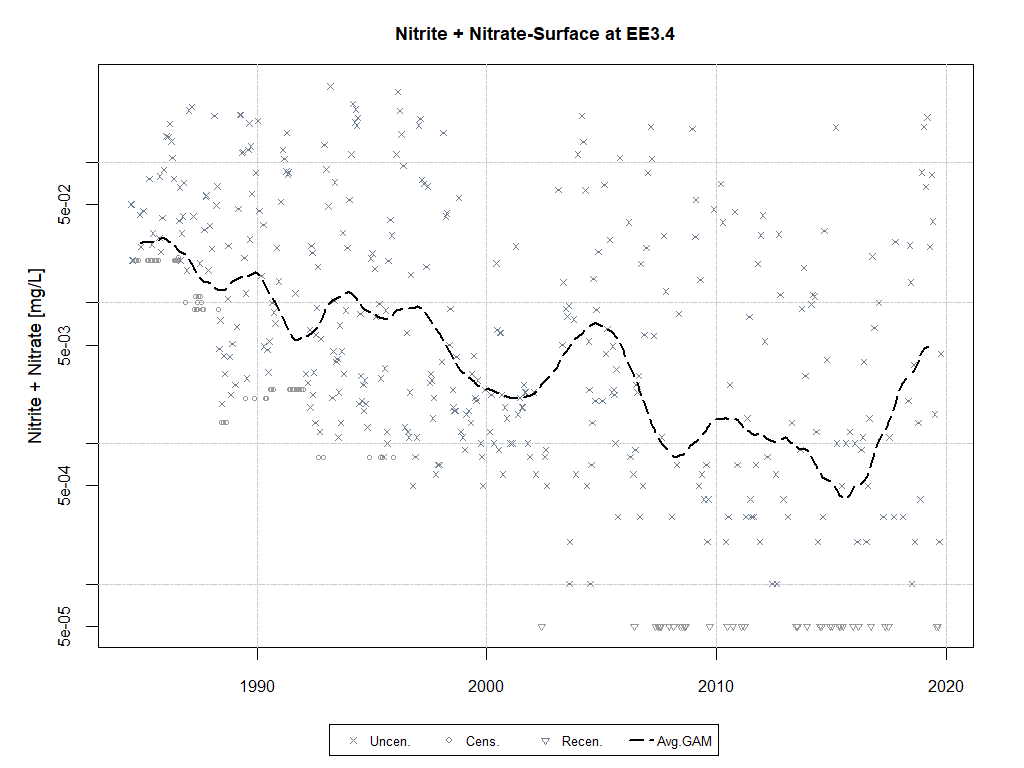 Nitrite + Nitrate-Surface at EE3.4
Nitrite + Nitrate [mg/L]
5e-02
5e-03
5e-04
5e-05
1990 2000 2010 2020
Uncen. Cens. Recen. Avg.GAM